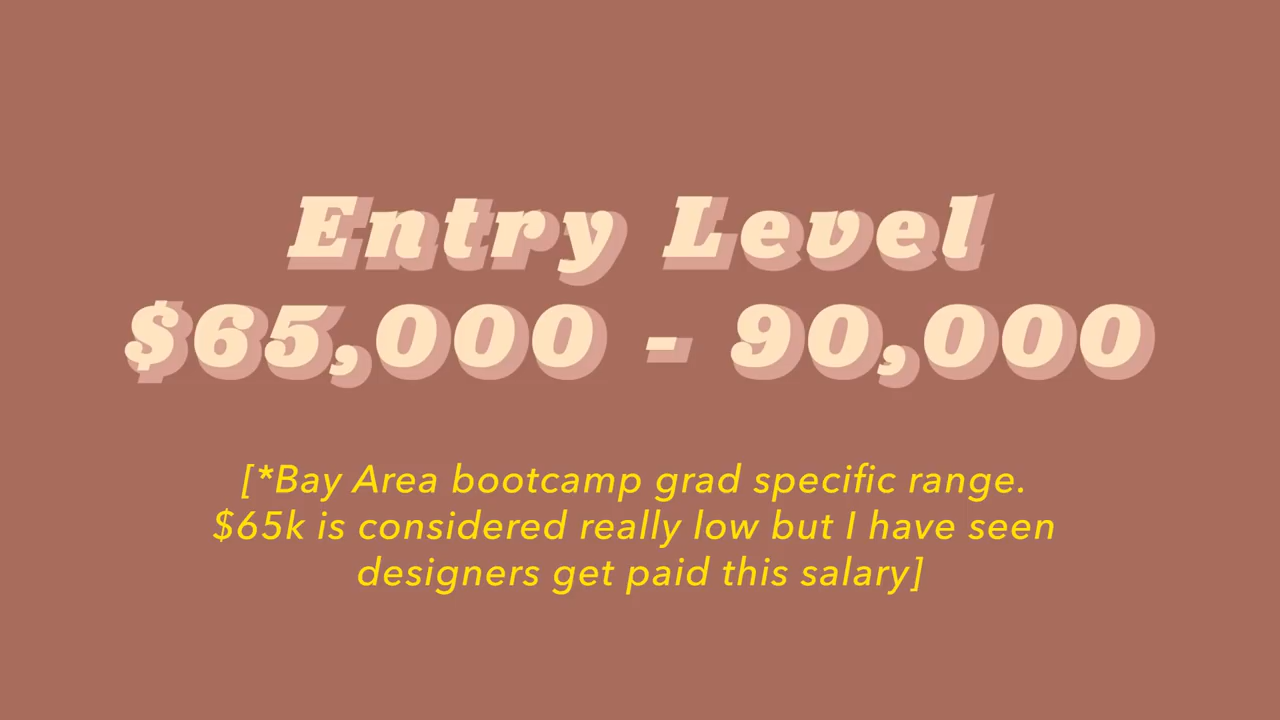 Entry Level
$65,000 - 90,000
[*Bay Area bootcamp grad specific range.
$65k is considered really low but I have seen
designers get paid this salary]